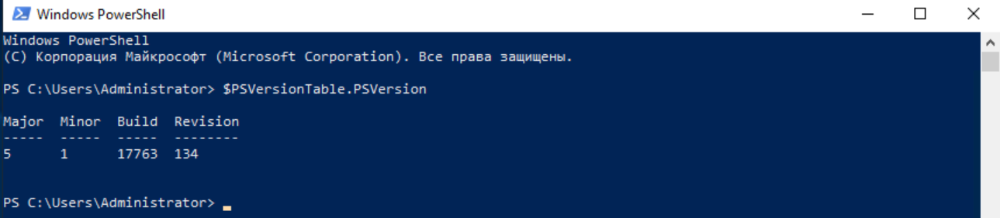 Windows PowerShell
Windows PowerShell
(C) Корпорация Майкрософт (Microsoft Corporation). Все права защищены.
PS C:\Users\Administrator> $PSVersionTable.PSVersion
Major  Minor  Build  Revision
-----  -----  -----  --------
5      1      17763  134
PS C:\Users\Administrator>